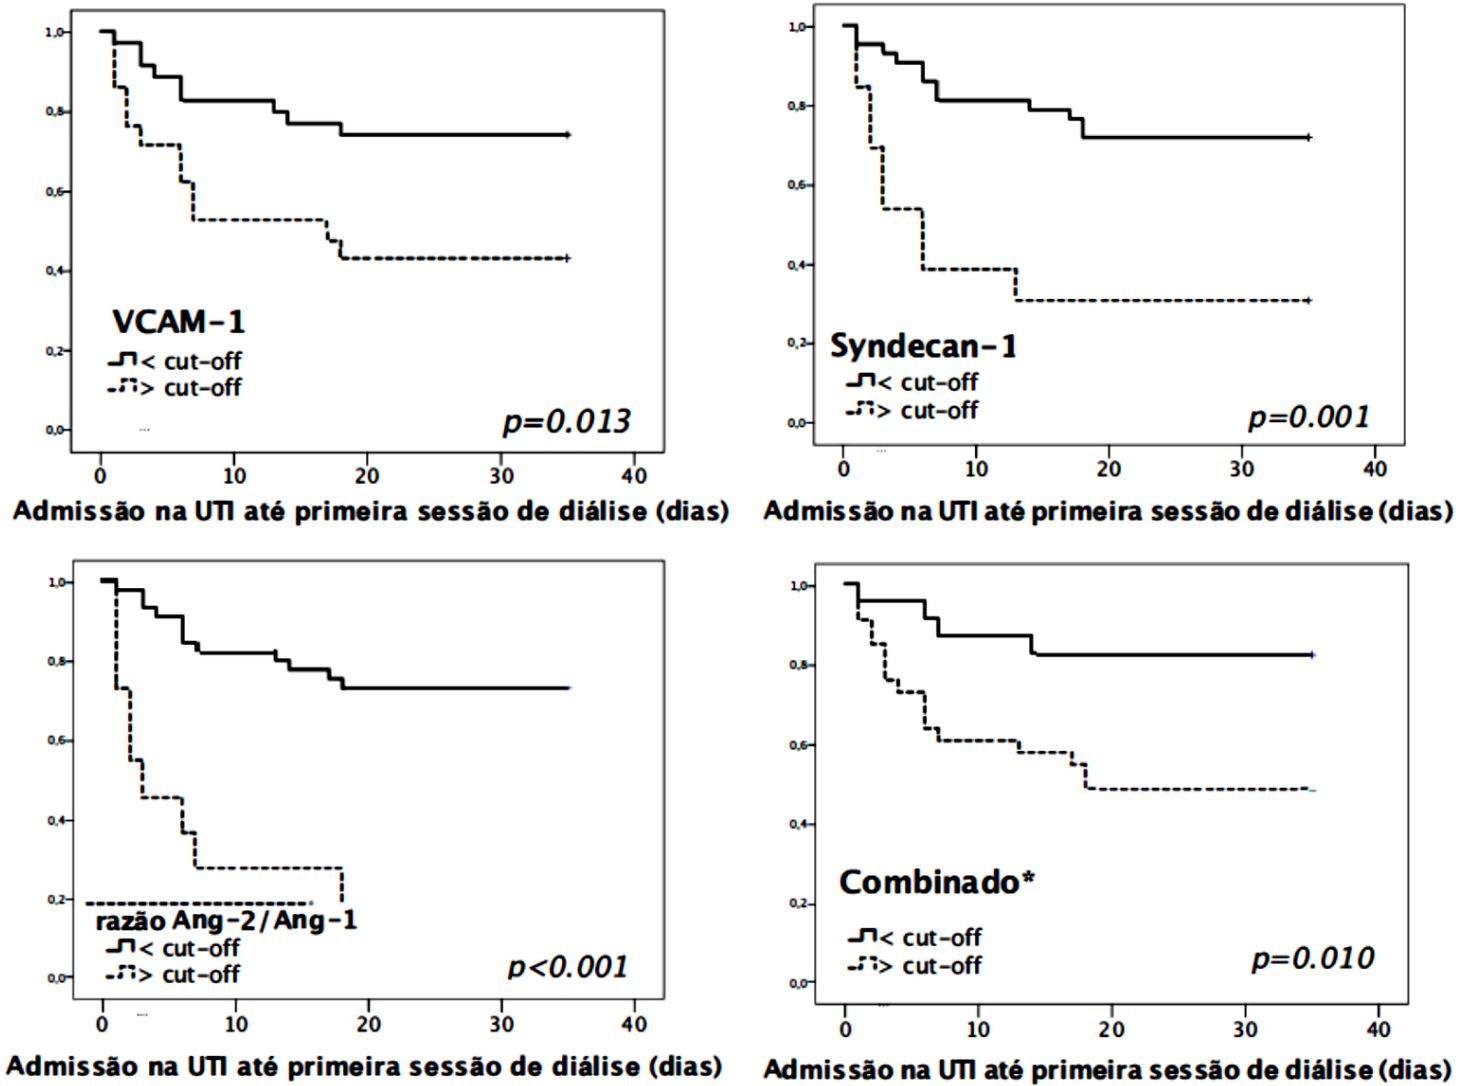 1,0
0,8
0,6
0,4
0,2
0,0
VCAM-1
< cut-off
> cut-off
p=0.013
0 10 20 30 40
Admissão na UTI até primeira sessão de diálise (dias)
1,0
0,8
0,6
0,4
0,2
0,0
Syndecan-1
< cut-off
> cut-off
p=0.001
0 10 20 30 40
Admissão na UTI até primeira sessão de diálise (dias)
1,0
0,8
0,6
0,4
0,2
0,0
razão Ang-2/Ang-1
< cut-off
> cut-off
p<0.001
0 10 20 30 40
Admissão na UTI até primeira sessão de diálise (dias)
1,0
0,8
0,6
0,4
0,2
0,0
Combinado*
< cut-off
> cut-off
p=0.010
0 10 20 30 40
Admissão na UTI até primeira sessão de diálise (dias)